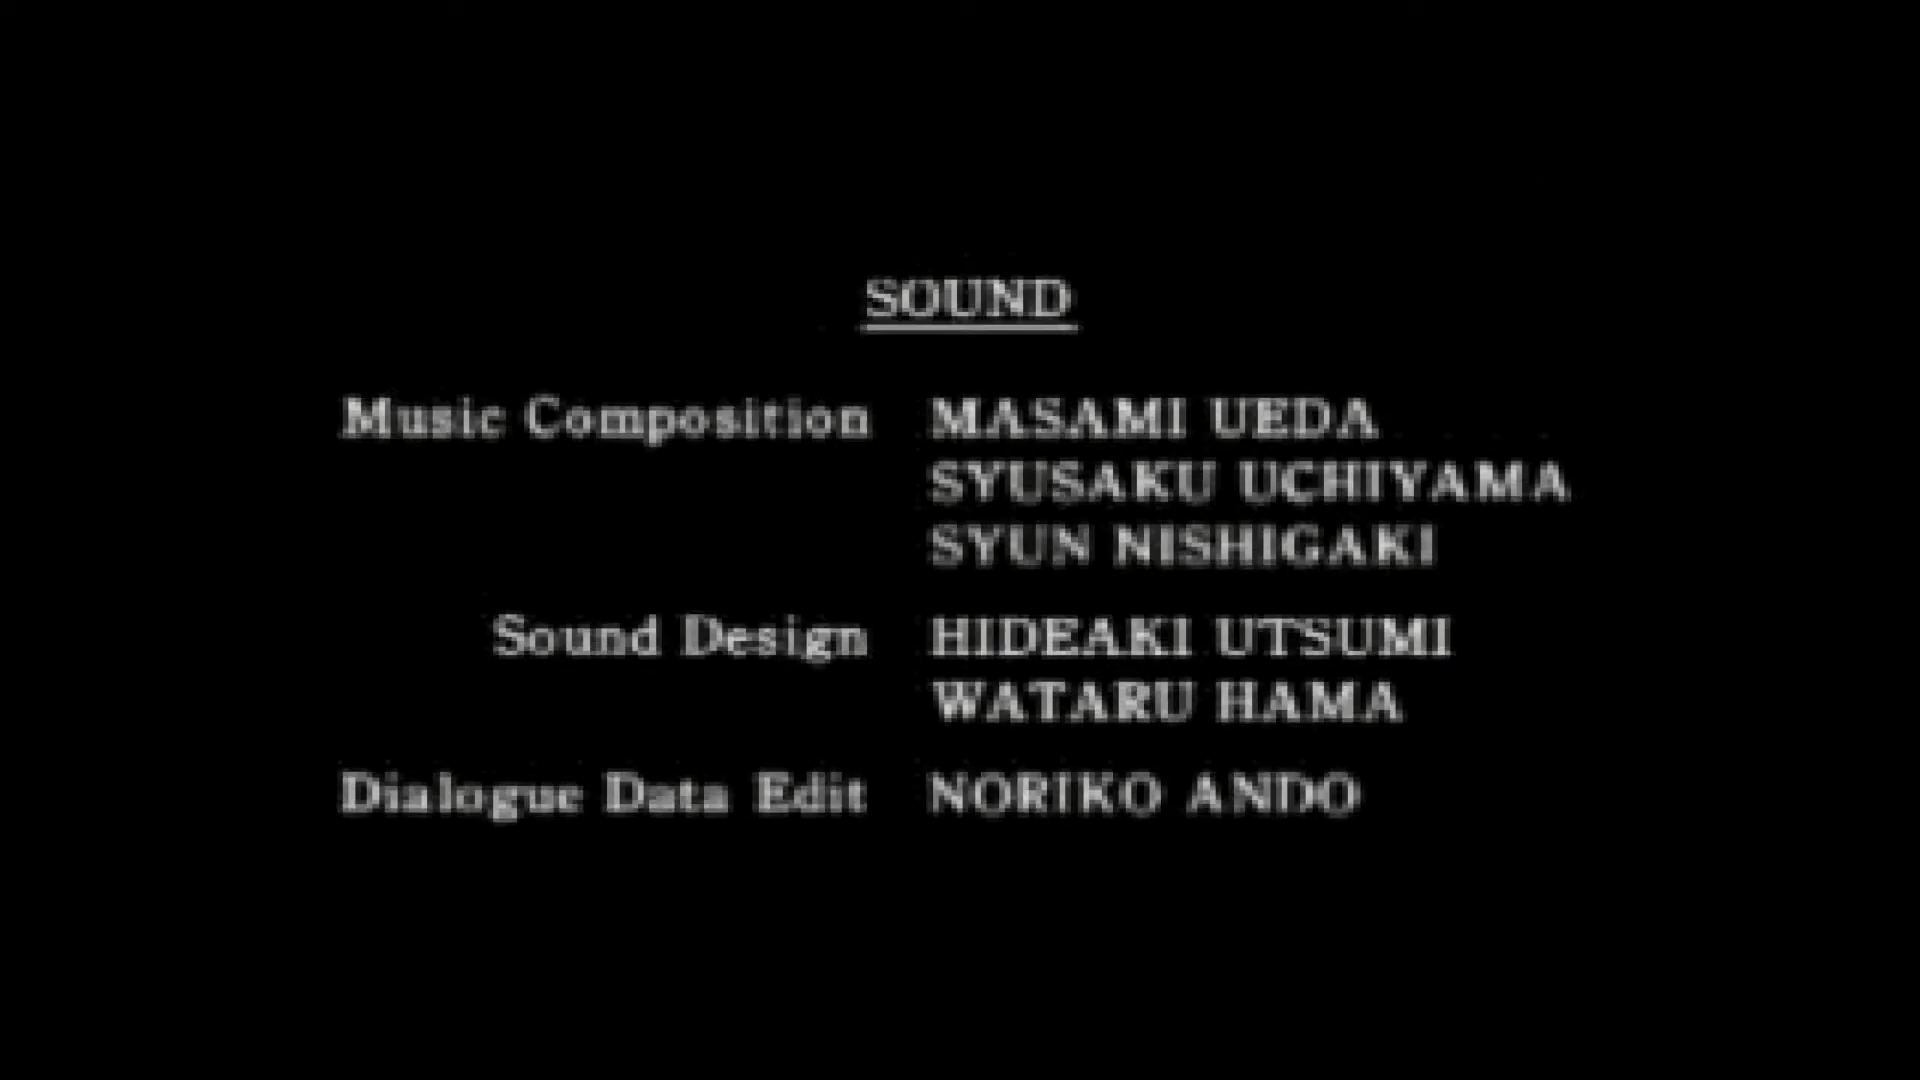 SOUND
Music Composition MASAMI UEDA
SYUSAKU UCHIYAMA
SYUN NISHIGAKI
Sound Design HIDEAKI UTSUMI
WATARU HAMA
Dialogue Data Edit NORIKO ANDO